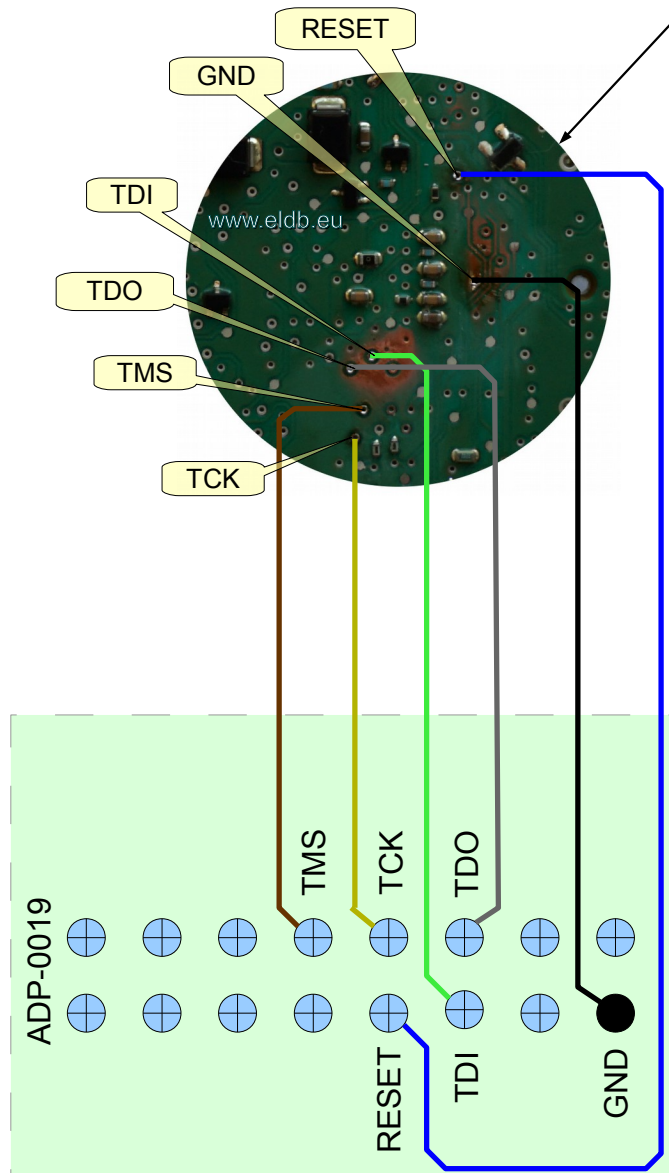 RESET
GND
TDI
www.eldb.eu
TDO
TMS
TCK
TMS
TCK
TDO
ADP-0019
RESET
TDI
GND